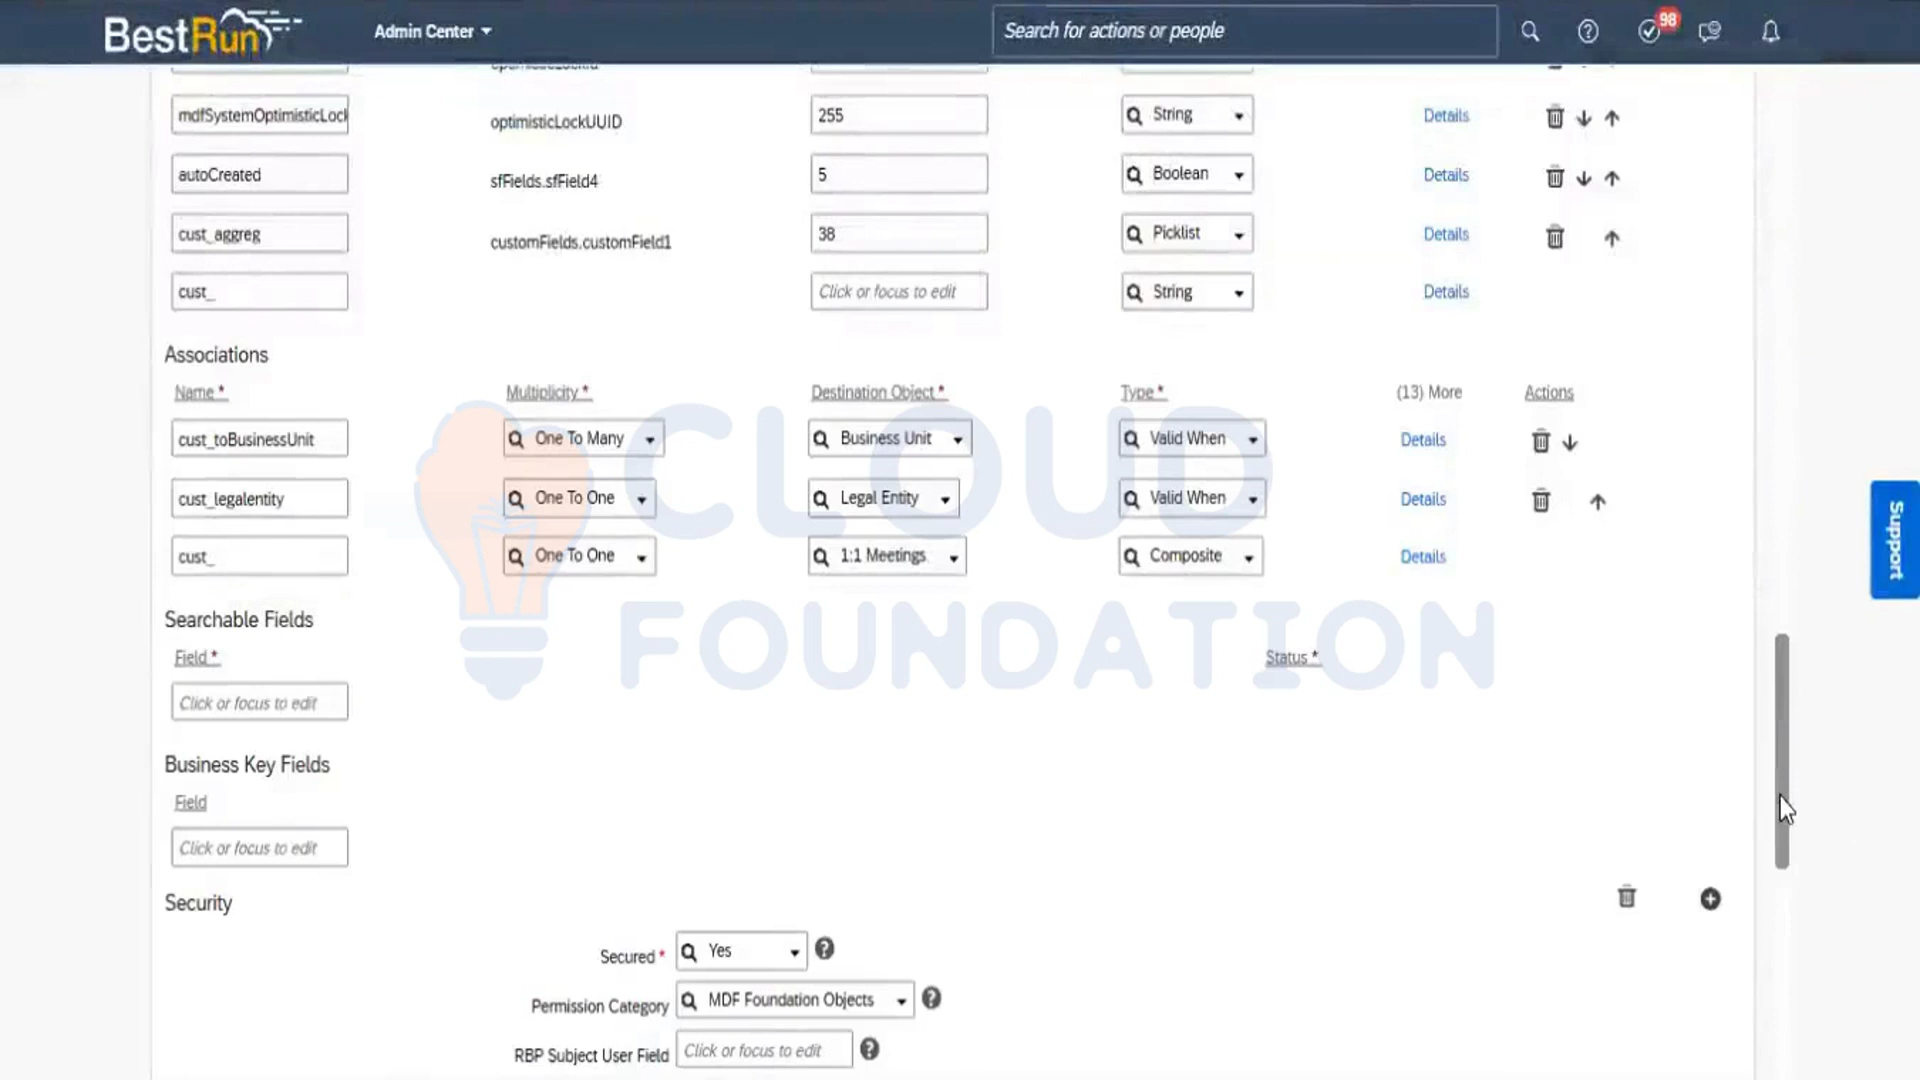 BestRun Admin Center Search for actions or people 98
mdfSystemOptimisticLock optimisticLockUUID 255 String Details
autoCreated sfFields.sfField4 5 Boolean Details
cust_aggreg customFields.customField1 38 Picklist Details
cust_ Click or focus to edit String Details
Associations
Name * Multiplicity * Destination Object * Type * (13) More Actions
cust_toBusinessUnit One To Many Business Unit Valid When Details
cust_legalentity One To One Legal Entity Valid When Details
cust_ One To One 1:1 Meetings Composite Details
CLOUD
FOUNDATION
Support
Searchable Fields
Field * Status *
Click or focus to edit
Business Key Fields
Field
Click or focus to edit
Security
Secured * Yes
Permission Category MDF Foundation Objects
RBP Subject User Field Click or focus to edit